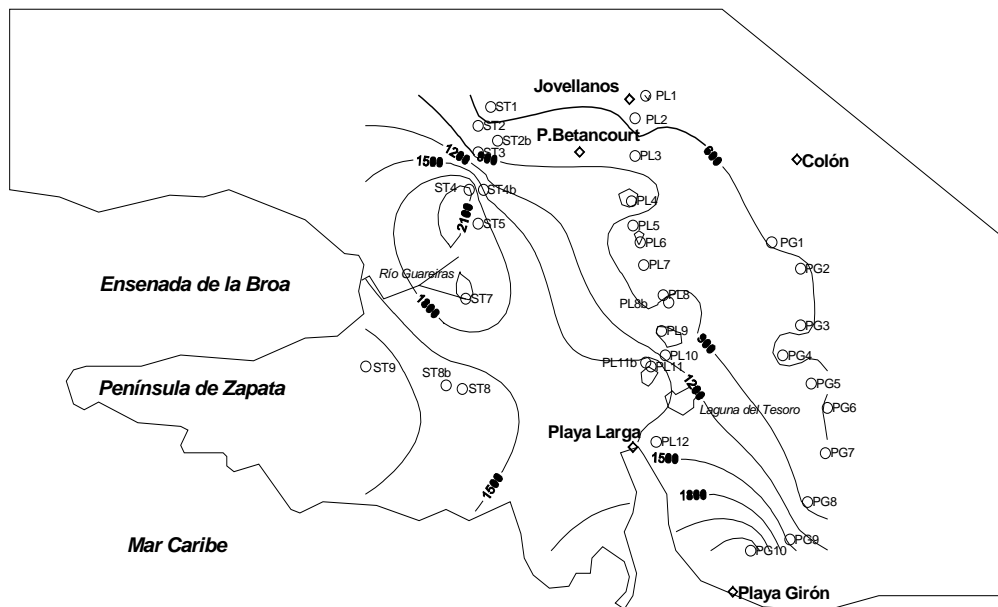 Jovellanos
PL1
ST1
PL2
ST2
P.Betancourt
ST2b
1200
1500
ST3
PL3
600
Colón
ST4
ST4b
PL4
2100
ST5
PL5
PL6
PG1
PL7
PG2
Ensenada de la Broa
Río Guareiras
ST7
PL8
PL8b
PG3
PL9
900
PL10
PG4
PL11b
PL11
ST9
Península de Zapata
ST8b
ST8
1200
PG5
Laguna del Tesoro
PG6
Playa Larga
PL12
PG7
1500
1500
1800
PG8
Mar Caribe
PG9
PG10
Playa Girón